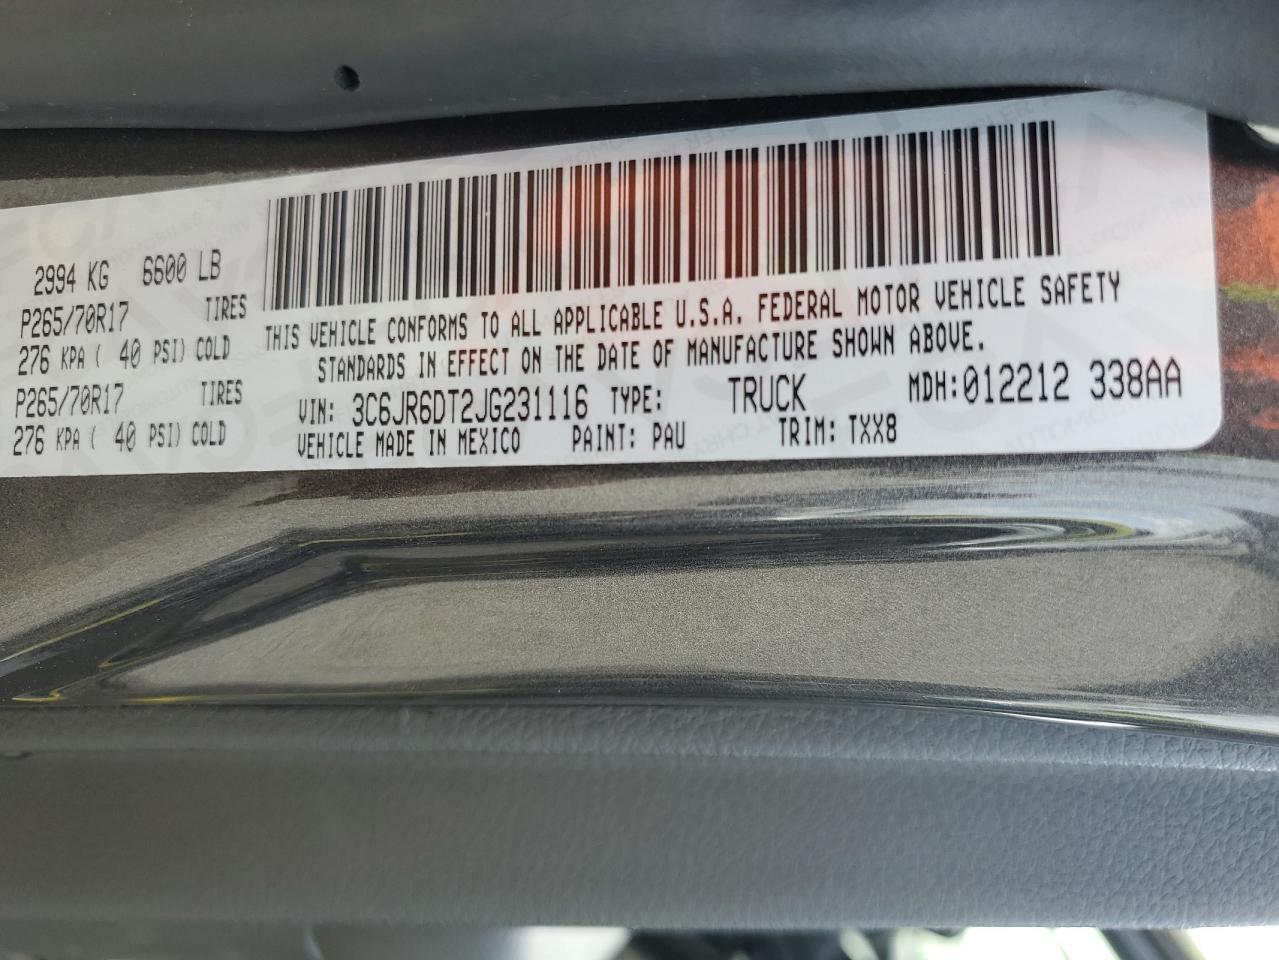 2994 KG 6600 LB
P265/70R17 TIRES
276 KPA ( 40 PSI) COLD
P265/70R17 TIRES
276 KPA ( 40 PSI) COLD
THIS VEHICLE CONFORMS TO ALL APPLICABLE U.S.A. FEDERAL MOTOR VEHICLE SAFETY
STANDARDS IN EFFECT ON THE DATE OF MANUFACTURE SHOWN ABOVE.
VIN: 3C6JR6DT2JG231116 TYPE: TRUCK MDH:012212 338AA
VEHICLE MADE IN MEXICO PAINT: PAU TRIM: TXX8